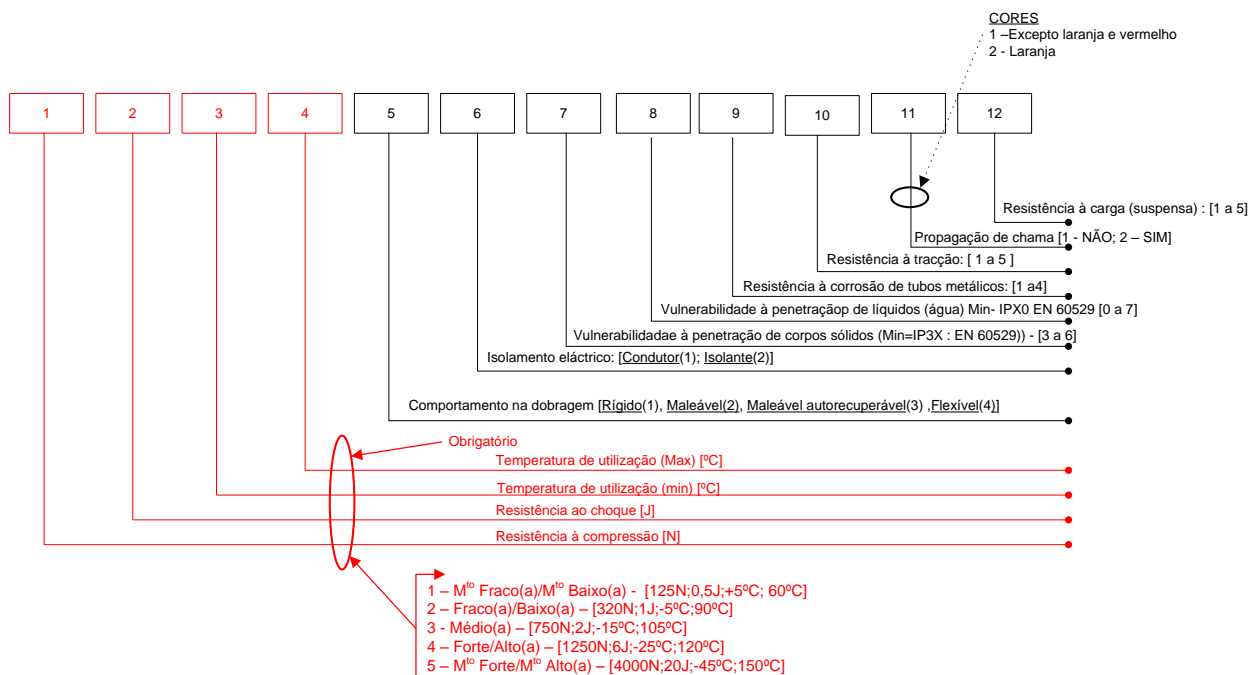 CORES
1 –Excepto laranja e vermelho
2 - Laranja
1 2 3 4 5 6 7 8 9 10 11 12
Resistência à carga (suspensa) : [1 a 5]
Propagação de chama [1 - NÃO; 2 – SIM]
Resistência à tracção: [ 1 a 5 ]
Resistência à corrosão de tubos metálicos: [1 a4]
Vulnerabilidade à penetraçãop de líquidos (água) Min- IPX0 EN 60529 [0 a 7]
Vulnerabilidadae à penetração de corpos sólidos (Min=IP3X : EN 60529)) - [3 a 6]
Isolamento eláctrico: [Condutor(1); Isolante(2)]
Comportamento na dobragem [Rígido(1), Maleável(2), Maleável autorecuperável(3) ,Flexível(4)]
Obrigatório
Temperatura de utilização (Max) [ºC]
Temperatura de utilização (min) [ºC]
Resistência ao choque [J]
Resistência à compressão [N]
1 – Mto Fraco(a)/Mto Baixo(a) - [125N;0,5J;+5ºC; 60ºC]
2 – Fraco(a)/Baixo(a) – [320N;1J;-5ºC;90ºC]
3 - Médio(a) – [750N;2J;-15ºC;105ºC]
4 – Forte/Alto(a) – [1250N;6J;-25ºC;120ºC]
5 – Mto Forte/Mto Alto(a) – [4000N;20J;-45ºC;150ºC]